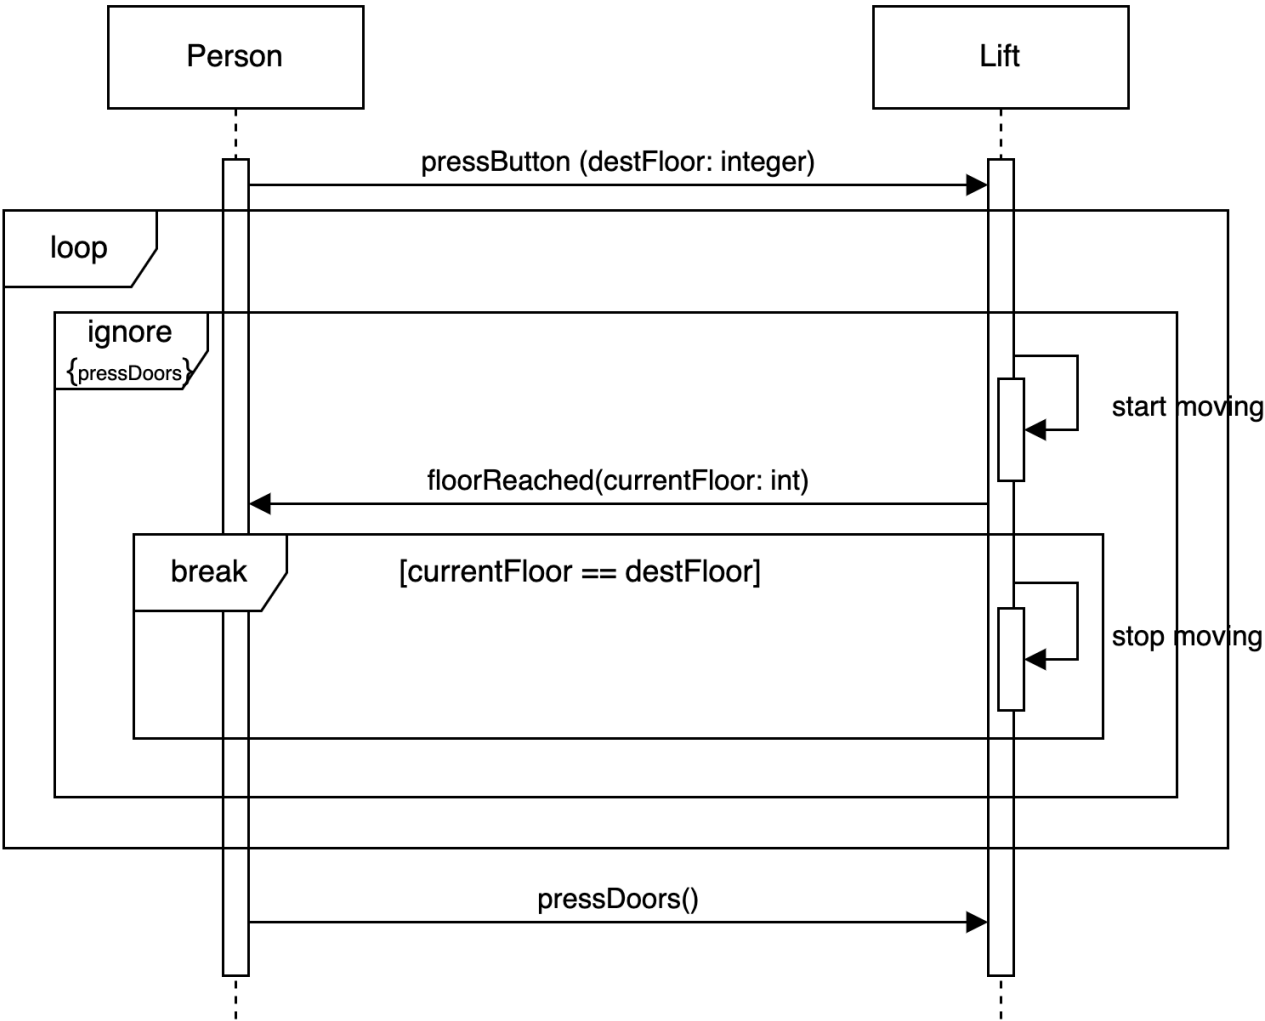 Person
Lift
pressButton (destFloor: integer)
loop
ignore
{pressDoors}
start moving
floorReached(currentFloor: int)
break
[currentFloor == destFloor]
stop moving
pressDoors()